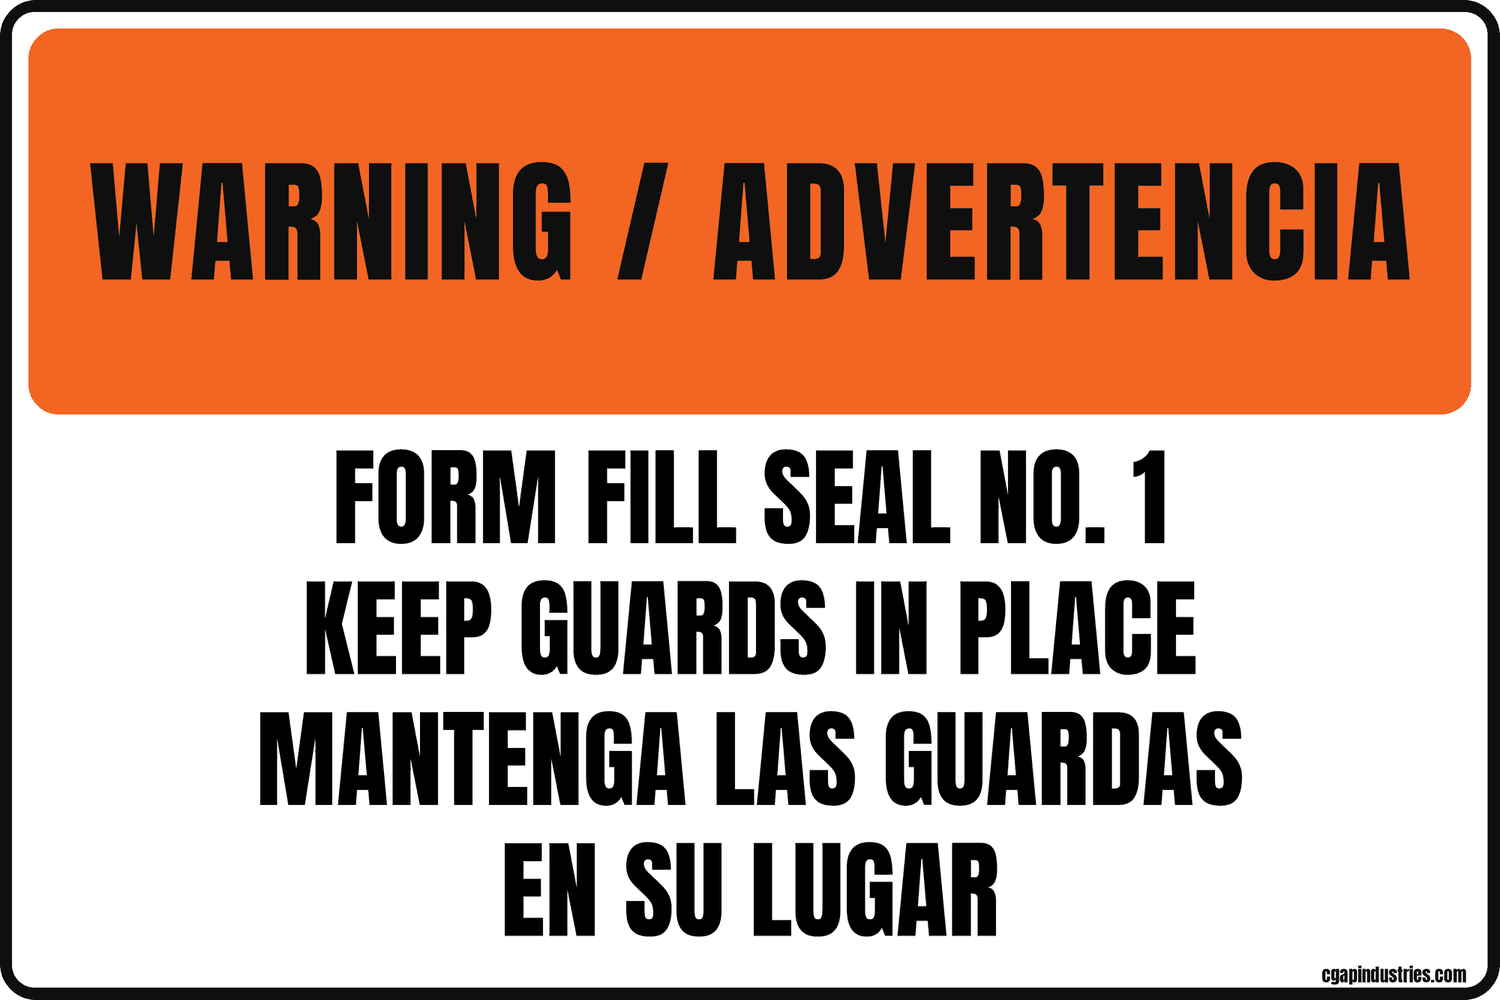 WARNING / ADVERTENCIA
FORM FILL SEAL NO. 1
KEEP GUARDS IN PLACE
MANTENGA LAS GUARDAS
EN SU LUGAR
cgapindustries.com